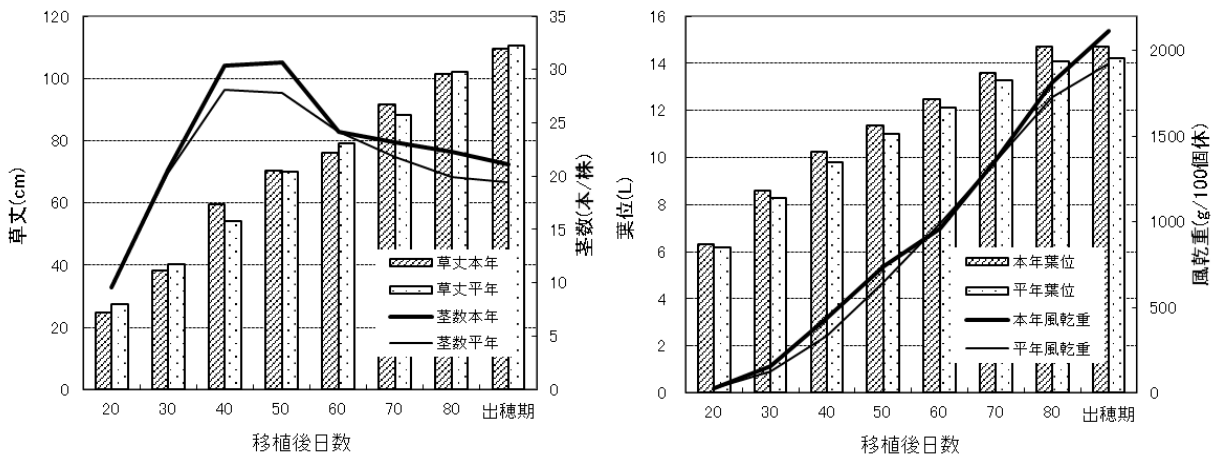 120
100
80
60
40
20
0
草丈(cm)
35
30
25
20
15
10
5
0
茎数(本/株)
草丈本年
草丈平年
茎数本年
茎数平年
20 30 40 50 60 70 80 出穂期
移植後日数
16
14
12
10
8
6
4
2
0
葉位(L)
2000
1500
1000
500
0
風乾重(g/100個体)
本年葉位
平年葉位
本年風乾重
平年風乾重
20 30 40 50 60 70 80 出穂期
移植後日数